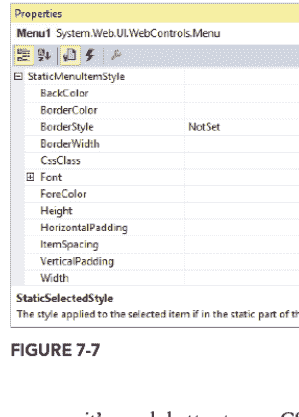 Properties
Menu1 System.Web.UI.WebControls.Menu
StaticMenuItemStyle
BackColor
BorderColor
BorderStyle NotSet
BorderWidth
CssClass
Font
ForeColor
Height
HorizontalPadding
ItemSpacing
VerticalPadding
Width
StaticSelectedStyle
The style applied to the selected item if in the static part of th
FIGURE 7-7